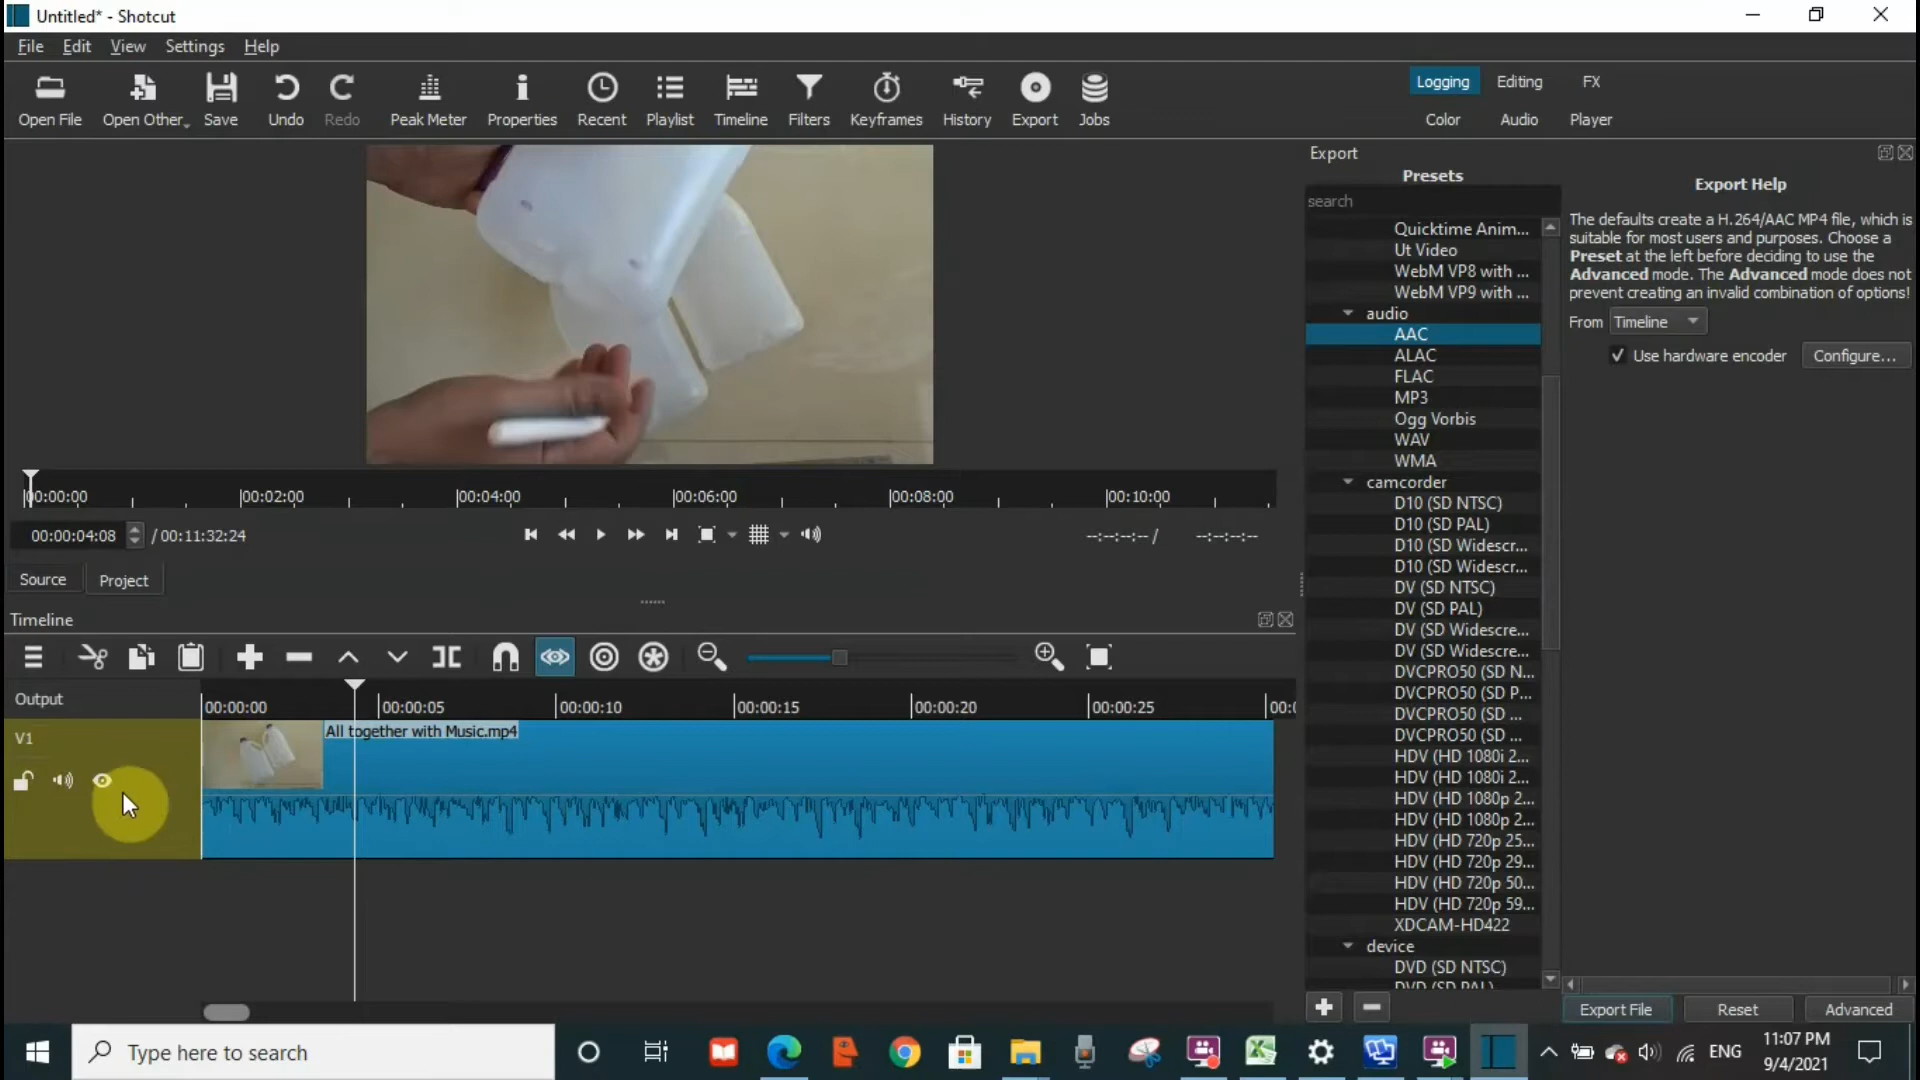 Untitled* - Shotcut
File Edit View Settings Help
Open File Open Other Save Undo Redo Peak Meter Properties Recent Playlist Timeline Filters Keyframes History Export Jobs
Logging Editing FX
Color Audio Player
Export
Presets
search
Quicktime Anim...
Ut Video
WebM VP8 with ...
WebM VP9 with ...
audio
AAC
ALAC
FLAC
MP3
Ogg Vorbis
WAV
WMA
camcorder
D10 (SD NTSC)
D10 (SD PAL)
D10 (SD Widescr...
D10 (SD Widescr...
DV (SD NTSC)
DV (SD PAL)
DV (SD Widescre...
DV (SD Widescre...
DVCPRO50 (SD N...
DVCPRO50 (SD P...
DVCPRO50 (SD ...
DVCPRO50 (SD ...
HDV (HD 1080i 2...
HDV (HD 1080i 2...
HDV (HD 1080p 2...
HDV (HD 1080p 2...
HDV (HD 720p 25...
HDV (HD 720p 29...
HDV (HD 720p 50...
HDV (HD 720p 59...
XDCAM-HD422
device
DVD (SD NTSC)
DVD (SD PAL)
Export Help
The defaults create a H.264/AAC MP4 file, which is
suitable for most users and purposes. Choose a
Preset at the left before deciding to use the
Advanced mode. The Advanced mode does not
prevent creating an invalid combination of options!
From Timeline
Use hardware encoder Configure...
Export File Reset Advanced
00:00:00 00:02:00 00:04:00 00:06:00 00:08:00 00:10:00
00:00:04:08 / 00:11:32:24 --:--:--:-- / --:--:--:--
Source Project
Timeline
Output 00:00:00 00:00:05 00:00:10 00:00:15 00:00:20 00:00:25
V1
All together with Music.mp4
Type here to search
ENG
11:07 PM
9/4/2021